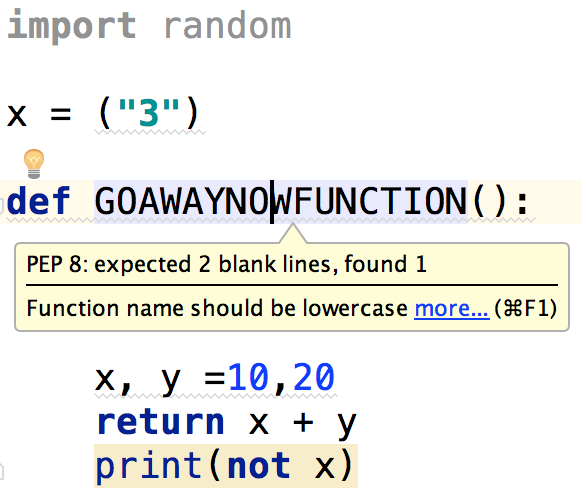 import random
x = ("3")
def GOAWAYNOWFUNCTION():
PEP 8: expected 2 blank lines, found 1
Function name should be lowercase more... (⌘F1)
x, y =10,20
return x + y
print(not x)